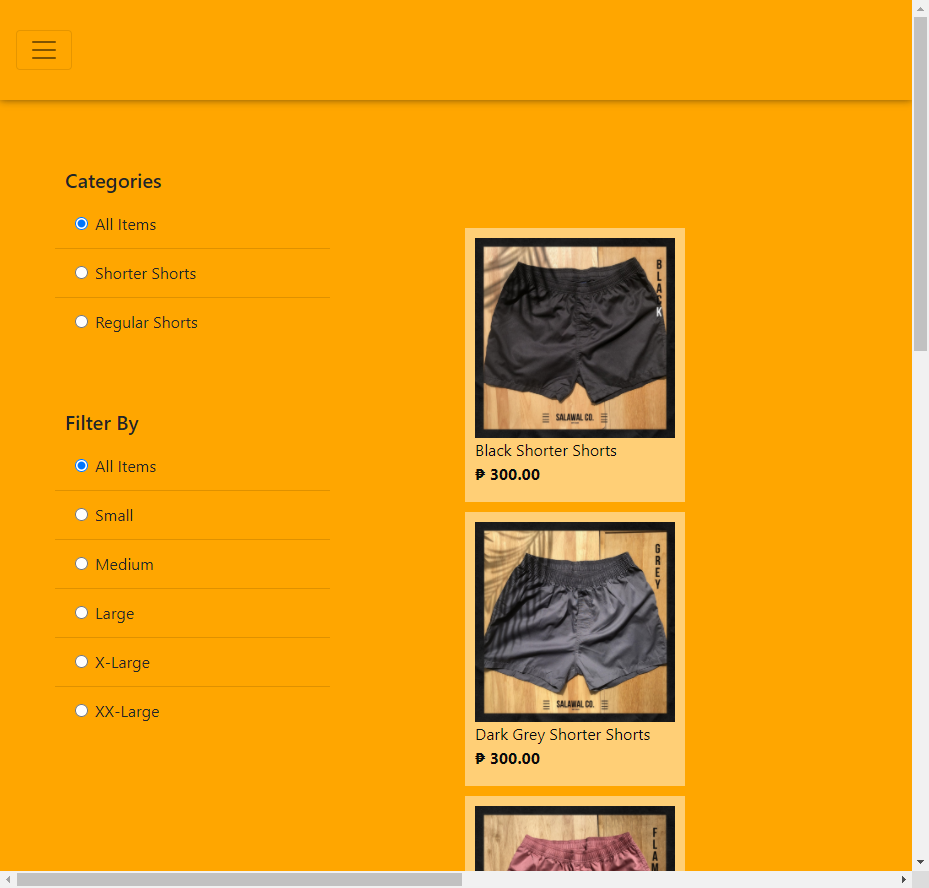 Categories
All Items
Shorter Shorts
Regular Shorts
Filter By
All Items
Small
Medium
Large
X-Large
XX-Large
BLACK
SALAWAL CO.
Black Shorter Shorts
₱ 300.00
GREY
SALAWAL CO.
Dark Grey Shorter Shorts
₱ 300.00
FLAM